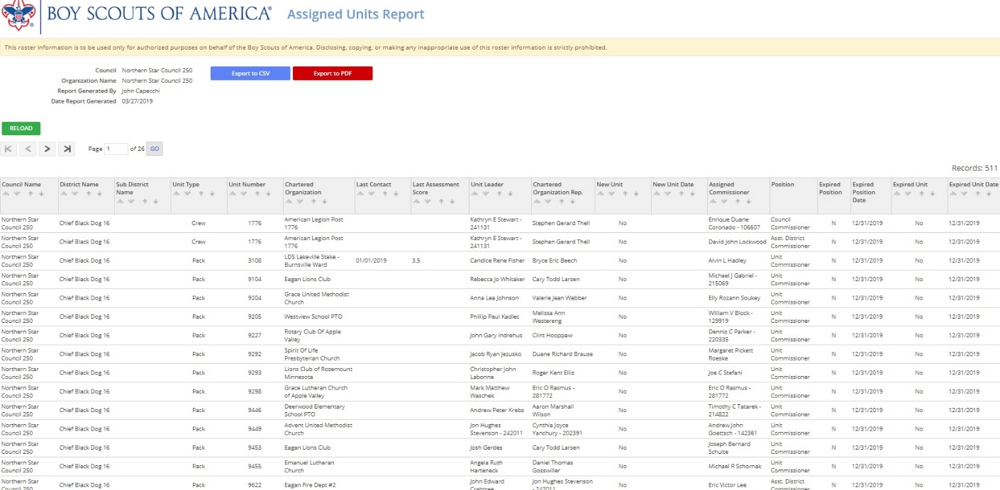 BOY SCOUTS OF AMERICA® Assigned Units Report
This roster information is to be used only for authorized purposes on behalf of the Boy Scouts of America. Disclosing, copying, or making any inappropriate use of this roster information is strictly prohibited.
Council Northern Star Council 250 Export to CSV Export to PDF
Organization Name Northern Star Council 250
Report Generated By John Capecchi
Date Report Generated 03/27/2019
RELOAD
Page 1 of 26 GO
Records: 511
Council Name District Name Sub District Name Unit Type Unit Number Chartered Organization Last Contact Last Assessment Score Unit Leader Chartered Organization Rep. New Unit New Unit Date Assigned Commissioner Position Expired Position Expired Position Date Expired Unit Expired Unit Date
Northern Star Council 250 Chief Black Dog 16 Crew 1776 American Legion Post 1776 Kathryn E Stewart - 241131 Stephen Gerard Thell No Enrique Duane Coronado - 106607 Council Commissioner N 12/31/2019 No 12/31/2019
Northern Star Council 250 Chief Black Dog 16 Crew 1776 American Legion Post 1776 Kathryn E Stewart - 241131 Stephen Gerard Thell No David John Lockwood Asst. District Commissioner N 12/31/2019 No 12/31/2019
Northern Star Council 250 Chief Black Dog 16 Pack 3108 LDS Lakeville Stake - Burnsville Ward 01/01/2019 3.5 Candice Rene Fisher Bryce Eric Beech No Alvin L Hadley Unit Commissioner N 12/31/2019 No 12/31/2019
Northern Star Council 250 Chief Black Dog 16 Pack 9104 Eagan Lions Club Rebecca Jo Whitaker Cary Todd Larsen No Michael J Gabriel - 215069 Unit Commissioner N 12/31/2019 No 12/31/2019
Northern Star Council 250 Chief Black Dog 16 Pack 9204 Grace United Methodist Church Anna Lea Johnson Valerie Jean Webber No Elly Rozann Soukey Unit Commissioner N 12/31/2019 No 12/31/2019
Northern Star Council 250 Chief Black Dog 16 Pack 9205 Westview School PTO Phillip Paul Kadlec Melissa Ann Westereng No William V Block - 129919 Unit Commissioner N 12/31/2019 No 12/31/2019
Northern Star Council 250 Chief Black Dog 16 Pack 9227 Rotary Club Of Apple Valley John Gary Indrehus Clint Hooppaw No Dennis C Parker - 220335 Unit Commissioner N 12/31/2019 No 12/31/2019
Northern Star Council 250 Chief Black Dog 16 Pack 9292 Spirit Of Life Presbyterian Church Jacob Ryan Jezusko Duane Richard Brause No Margaret Pickett Roeske Unit Commissioner N 12/31/2019 No 12/31/2019
Northern Star Council 250 Chief Black Dog 16 Pack 9293 Lions Club of Rosemount Minnesota Christopher John Labonne Roger Kent Ellis No Joe C Stefani Unit Commissioner N 12/31/2019 No 12/31/2019
Northern Star Council 250 Chief Black Dog 16 Pack 9298 Grace Lutheran Church of Apple Valley Mark Matthew Waschek Eric O Rasmus - 281772 No Eric O Rasmus - 281772 Unit Commissioner N 12/31/2019 No 12/31/2019
Northern Star Council 250 Chief Black Dog 16 Pack 9446 Deerwood Elementary School PTO Andrew Peter Krebs Aaron Marshall Wilson No Timothy C Tatarek - 214822 Unit Commissioner N 12/31/2019 No 12/31/2019
Northern Star Council 250 Chief Black Dog 16 Pack 9449 Advent United Methodist Church Jon Hughes Stevenson - 242011 Cynthia Joyce Yanchury - 202391 No Andrew John Goettsch - 142361 Unit Commissioner N 12/31/2019 No 12/31/2019
Northern Star Council 250 Chief Black Dog 16 Pack 9453 Eagan Lions Club Josh Gerdes Cary Todd Larsen No Joseph Bernard Schulte Unit Commissioner N 12/31/2019 No 12/31/2019
Northern Star Council 250 Chief Black Dog 16 Pack 9455 Emanuel Lutheran Church Angela Ruth Harteneck Daniel Thomas Gosswiller No Michael R Schornak Unit Commissioner N 12/31/2019 No 12/31/2019
Northern Star Council 250 Chief Black Dog 16 Pack 9622 Eagan Fire Dept #2 John Edward Crabtree Jon Hughes Stevenson - 242011 No Eric Victor Lee Asst. District Commissioner N 12/31/2019 No 12/31/2019